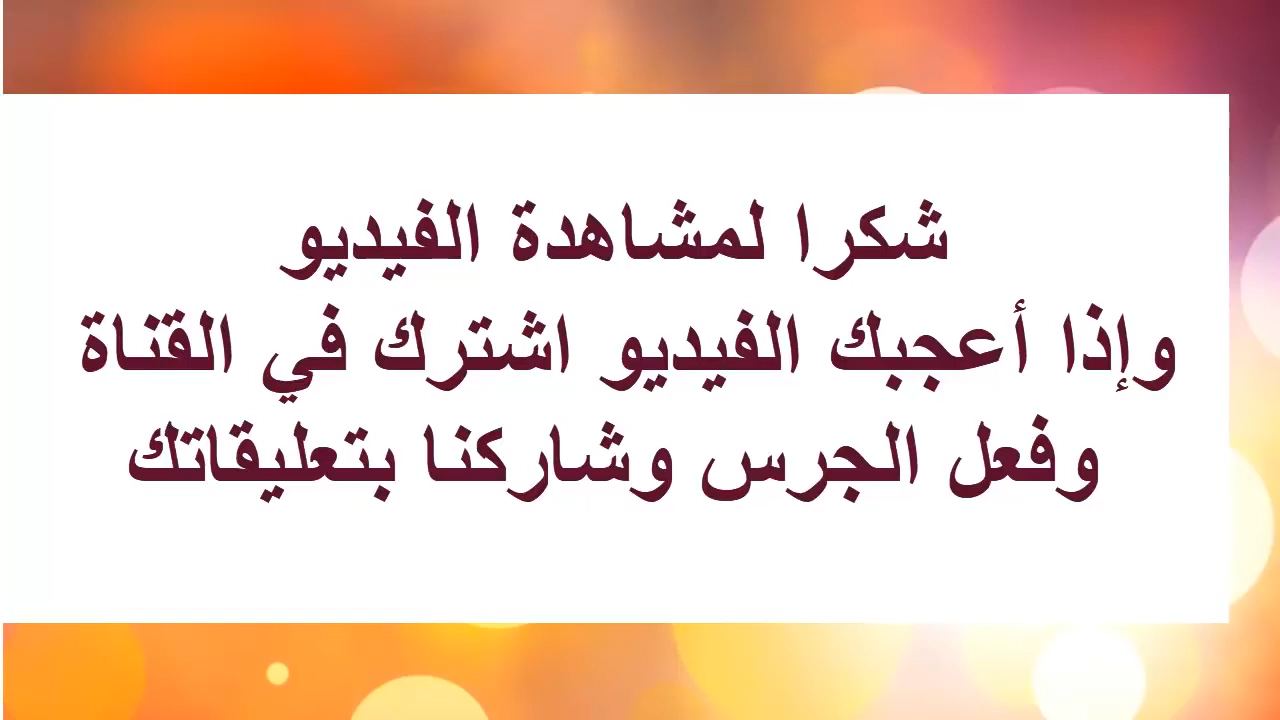 شكرا لمشاهدة الفيديو
وإذا أعجبك الفيديو اشترك في القناة
وفعل الجرس وشاركنا بتعليقاتك